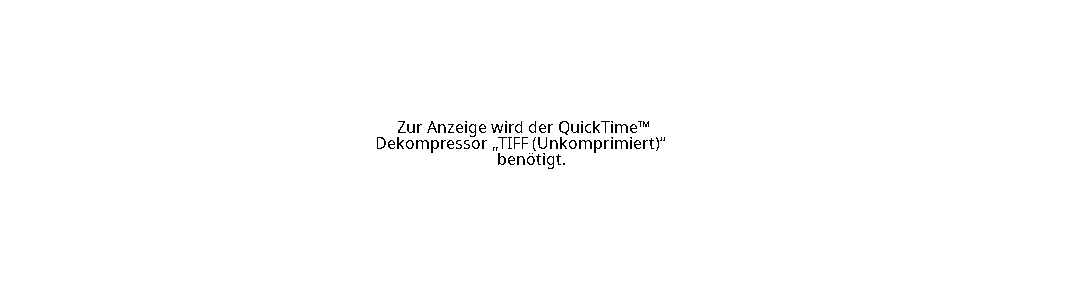 Zur Anzeige wird der QuickTime™
Dekompressor „TIFF (Unkomprimiert)“
benötigt.